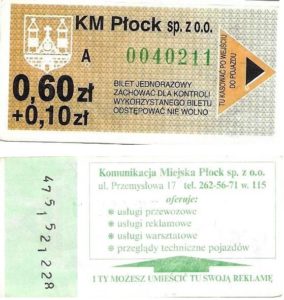 KM Płock sp. z o.o.
A 0040211
0,60 zł
+0,10 zł
BILET JEDNORAZOWY
ZACHOWAĆ DLA KONTROLI
WYKORZYSTANEGO BILETU
ODSTĘPOWAĆ NIE WOLNO
TU KASOWAĆ PO WEJŚCIU
DO POJAZDU
4751521228
Komunikacja Miejska Płock sp. z o.o.
ul. Przemysłowa 17 tel. 262-56-71 w. 115
oferuje:
• usługi przewozowe
• usługi reklamowe
• usługi warsztatowe
• przeglądy techniczne pojazdów
I TY MOŻESZ UMIEŚCIĆ TU SWOJĄ REKLAMĘ